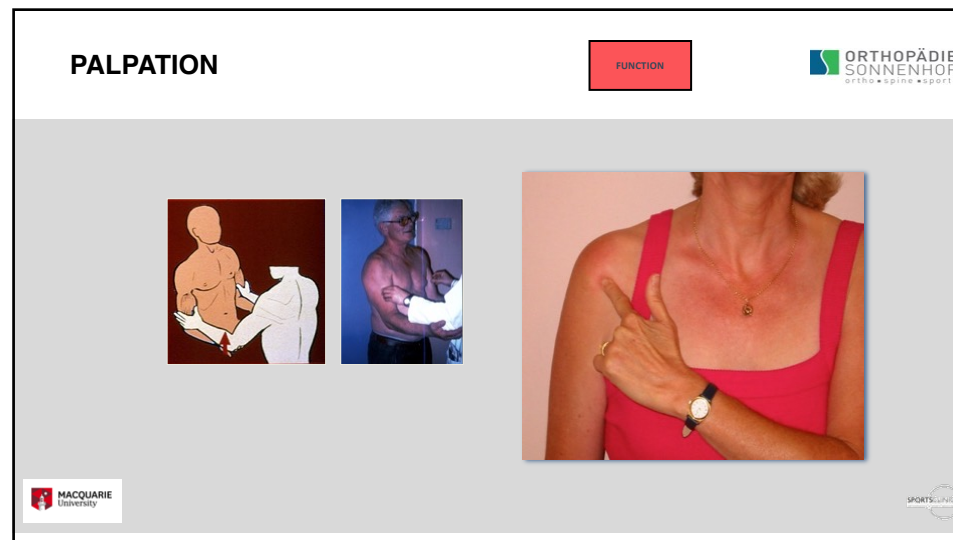 PALPATION
FUNCTION
ORTHOPÄDIE
SONNENHOF
ortho spine sport
MACQUARIE
University